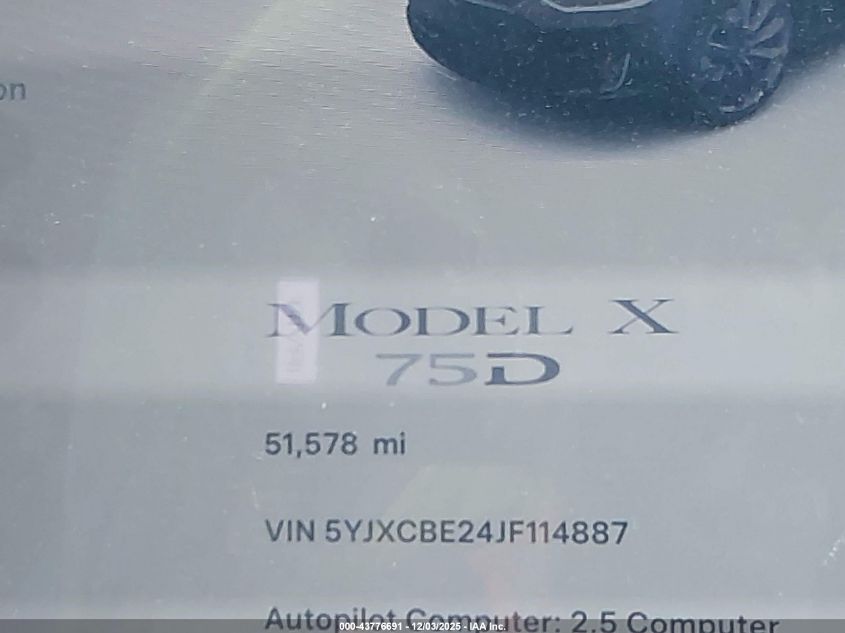 on
MODEL X
75D
51,578 mi
VIN 5YJXCBE24JF114887
Autopilot Computer: 2.5 Computer
000-43776691 - 12/03/2025 - IAA Inc.